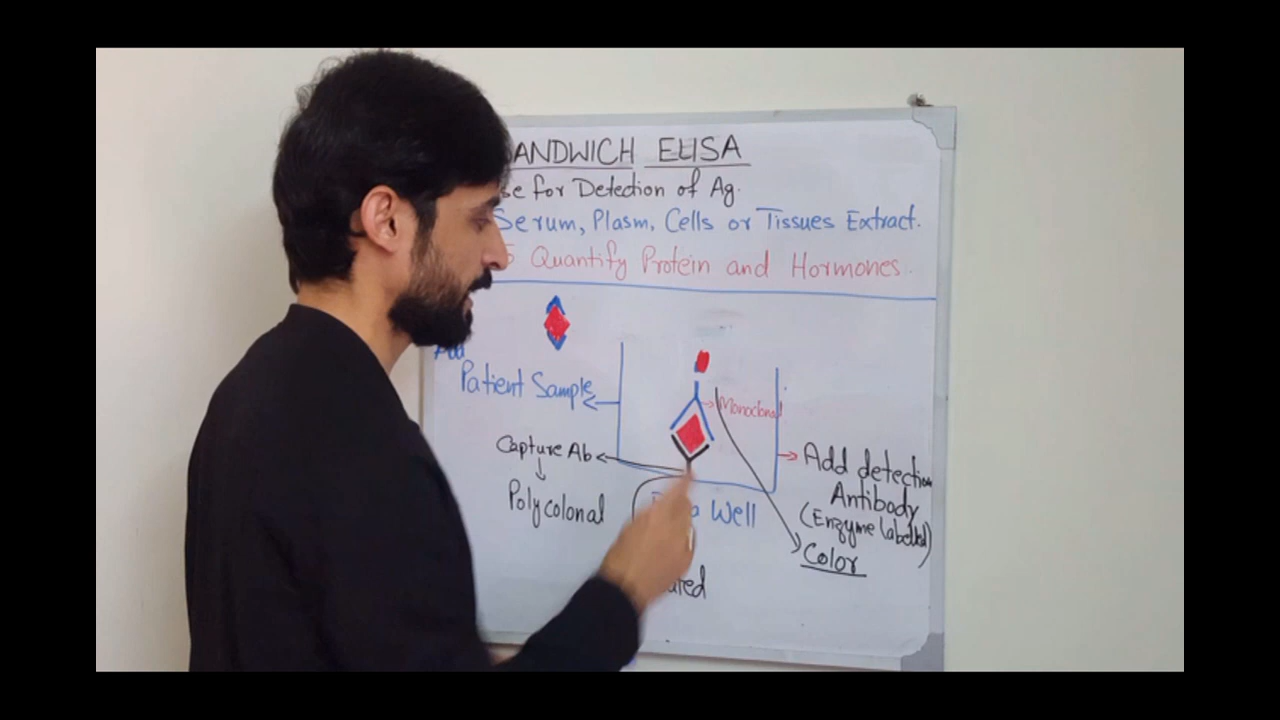 ANDWICH ELISA
se for Detection of Ag.
Serum, Plasm, Cells or Tissues Extract.
Quantify Protein and Hormones.
Patient Sample
Monoclonal
Capture Ab
Polycolonal
Well
Add detection
Antibody
(Enzyme labelled)
Color
ated